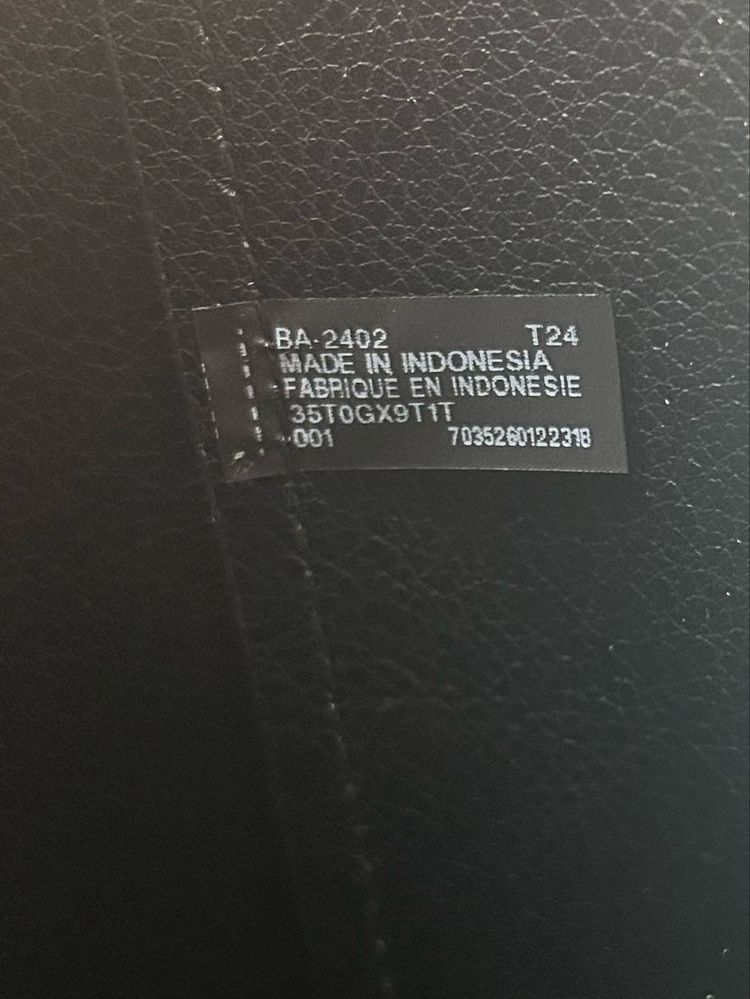 BA-2402 T24
MADE IN INDONESIA
FABRIQUE EN INDONESIE
35T0GX9T1T
001 7035260122318